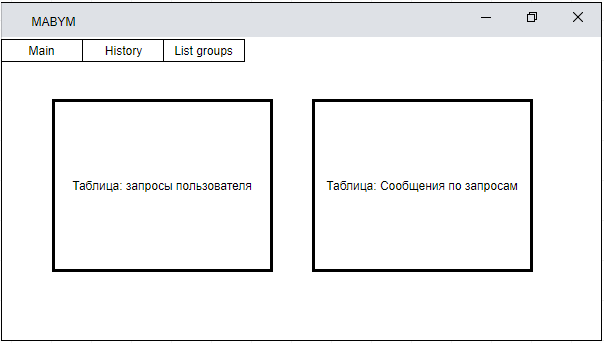 MABYM
Main
History
List groups
Таблица: запросы пользователя
Таблица: Сообщения по запросам